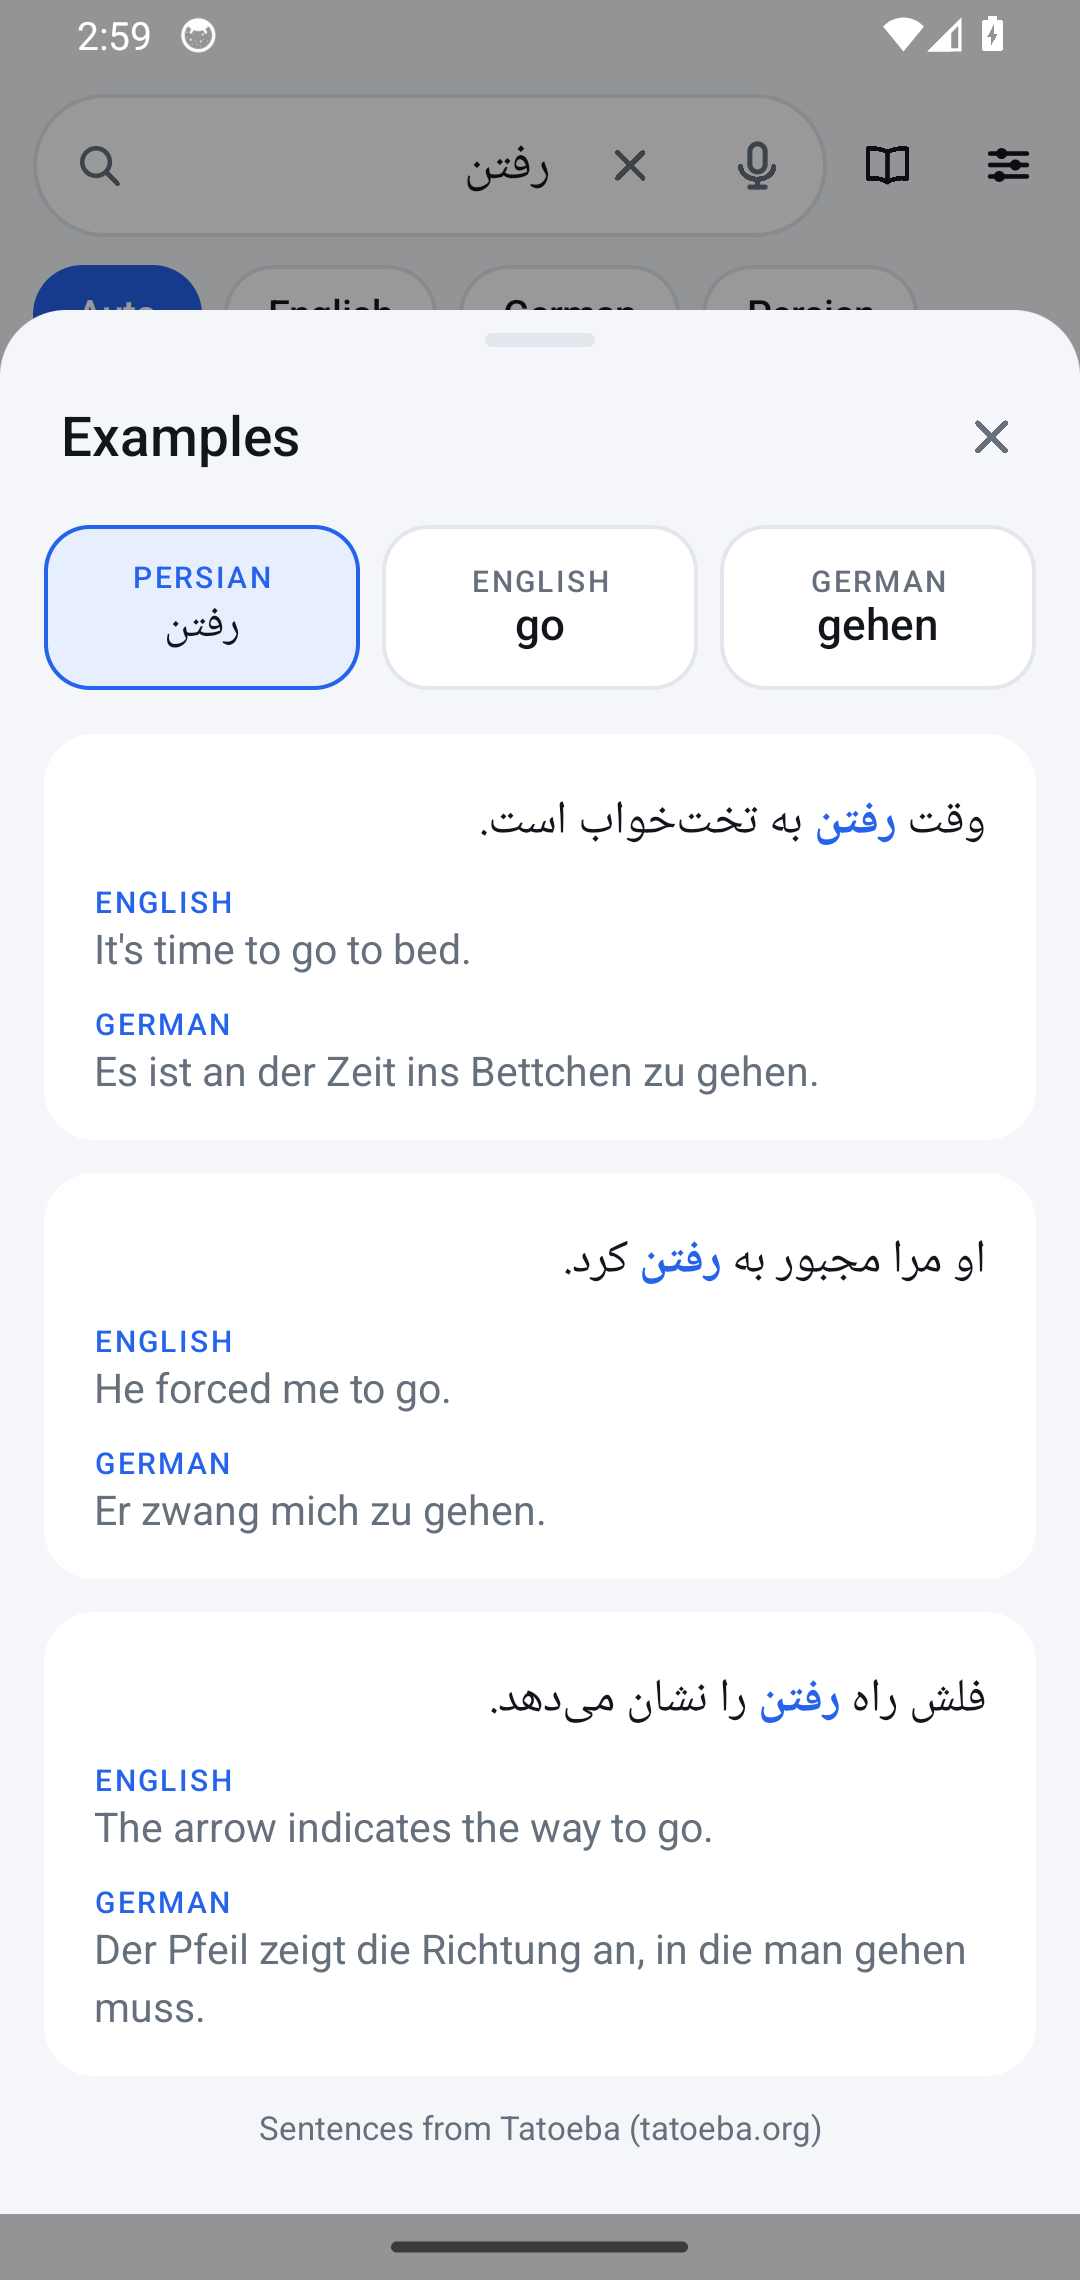 2:59
رفتن
Auto
English
German
Persian
Examples
PERSIAN
رفتن
ENGLISH
go
GERMAN
gehen
وقت رفتن به تخت‌خواب است.
ENGLISH
It's time to go to bed.
GERMAN
Es ist an der Zeit ins Bettchen zu gehen.
او مرا مجبور به رفتن کرد.
ENGLISH
He forced me to go.
GERMAN
Er zwang mich zu gehen.
فلش راه رفتن را نشان می‌دهد.
ENGLISH
The arrow indicates the way to go.
GERMAN
Der Pfeil zeigt die Richtung an, in die man gehen
muss.
Sentences from Tatoeba (tatoeba.org)